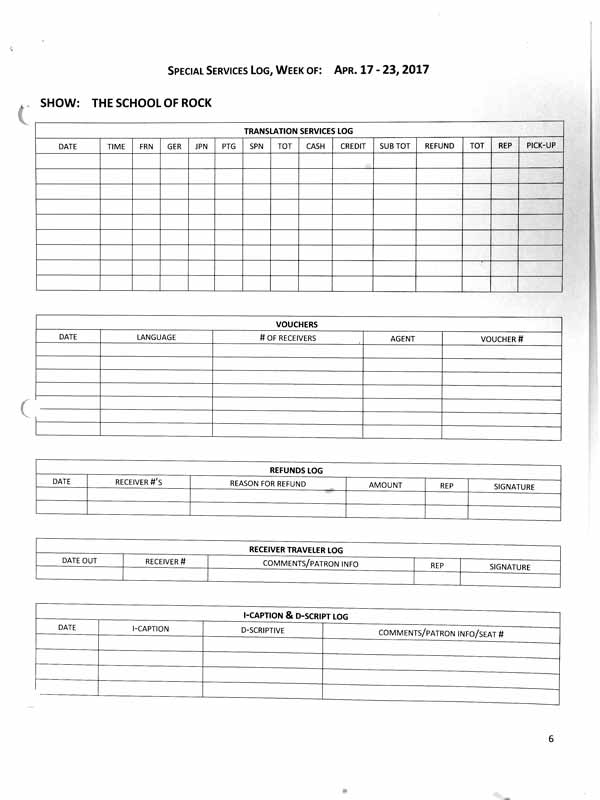 SPECIAL SERVICES LOG, WEEK OF: APR. 17 - 23, 2017
SHOW: THE SCHOOL OF ROCK
TRANSLATION SERVICES LOG
DATE TIME FRN GER JPN PTG SPN TOT CASH CREDIT SUB TOT REFUND TOT REP PICK-UP
VOUCHERS
DATE LANGUAGE # OF RECEIVERS AGENT VOUCHER #
REFUNDS LOG
DATE RECEIVER #'S REASON FOR REFUND AMOUNT REP SIGNATURE
RECEIVER TRAVELER LOG
DATE OUT RECEIVER # COMMENTS/PATRON INFO REP SIGNATURE
I-CAPTION & D-SCRIPT LOG
DATE I-CAPTION D-SCRIPTIVE COMMENTS/PATRON INFO/SEAT #
6